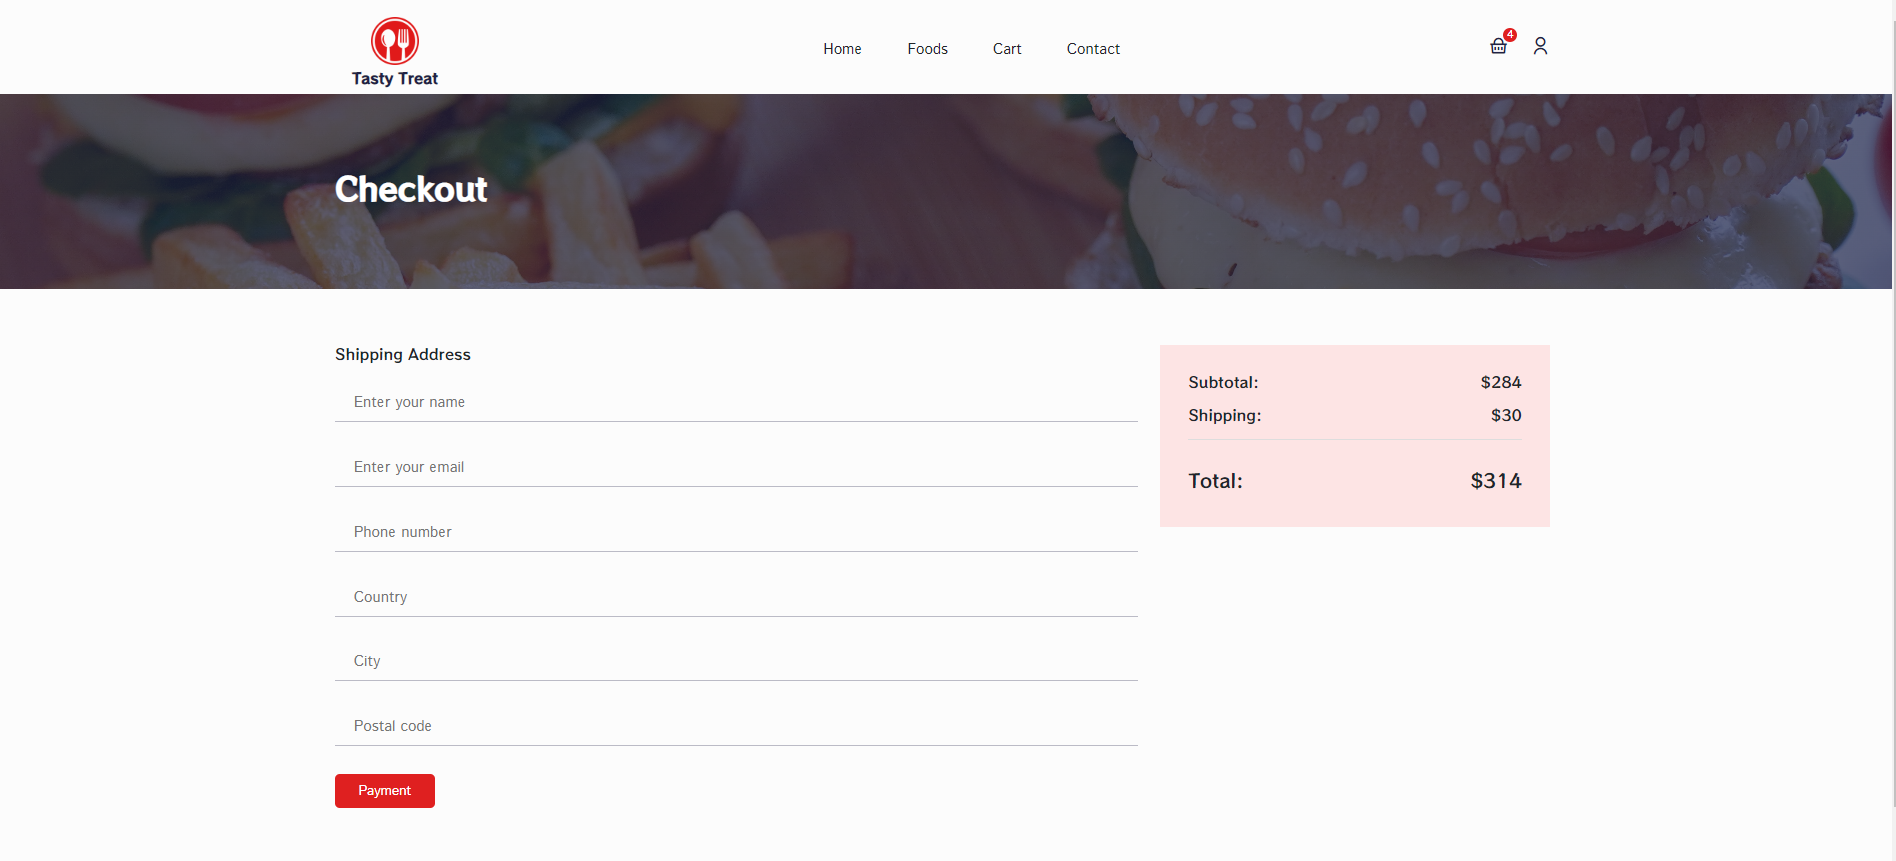 Tasty Treat
Home Foods Cart Contact
4
Checkout
Shipping Address
Enter your name
Enter your email
Phone number
Country
City
Postal code
Payment
Subtotal: $284
Shipping: $30
Total: $314